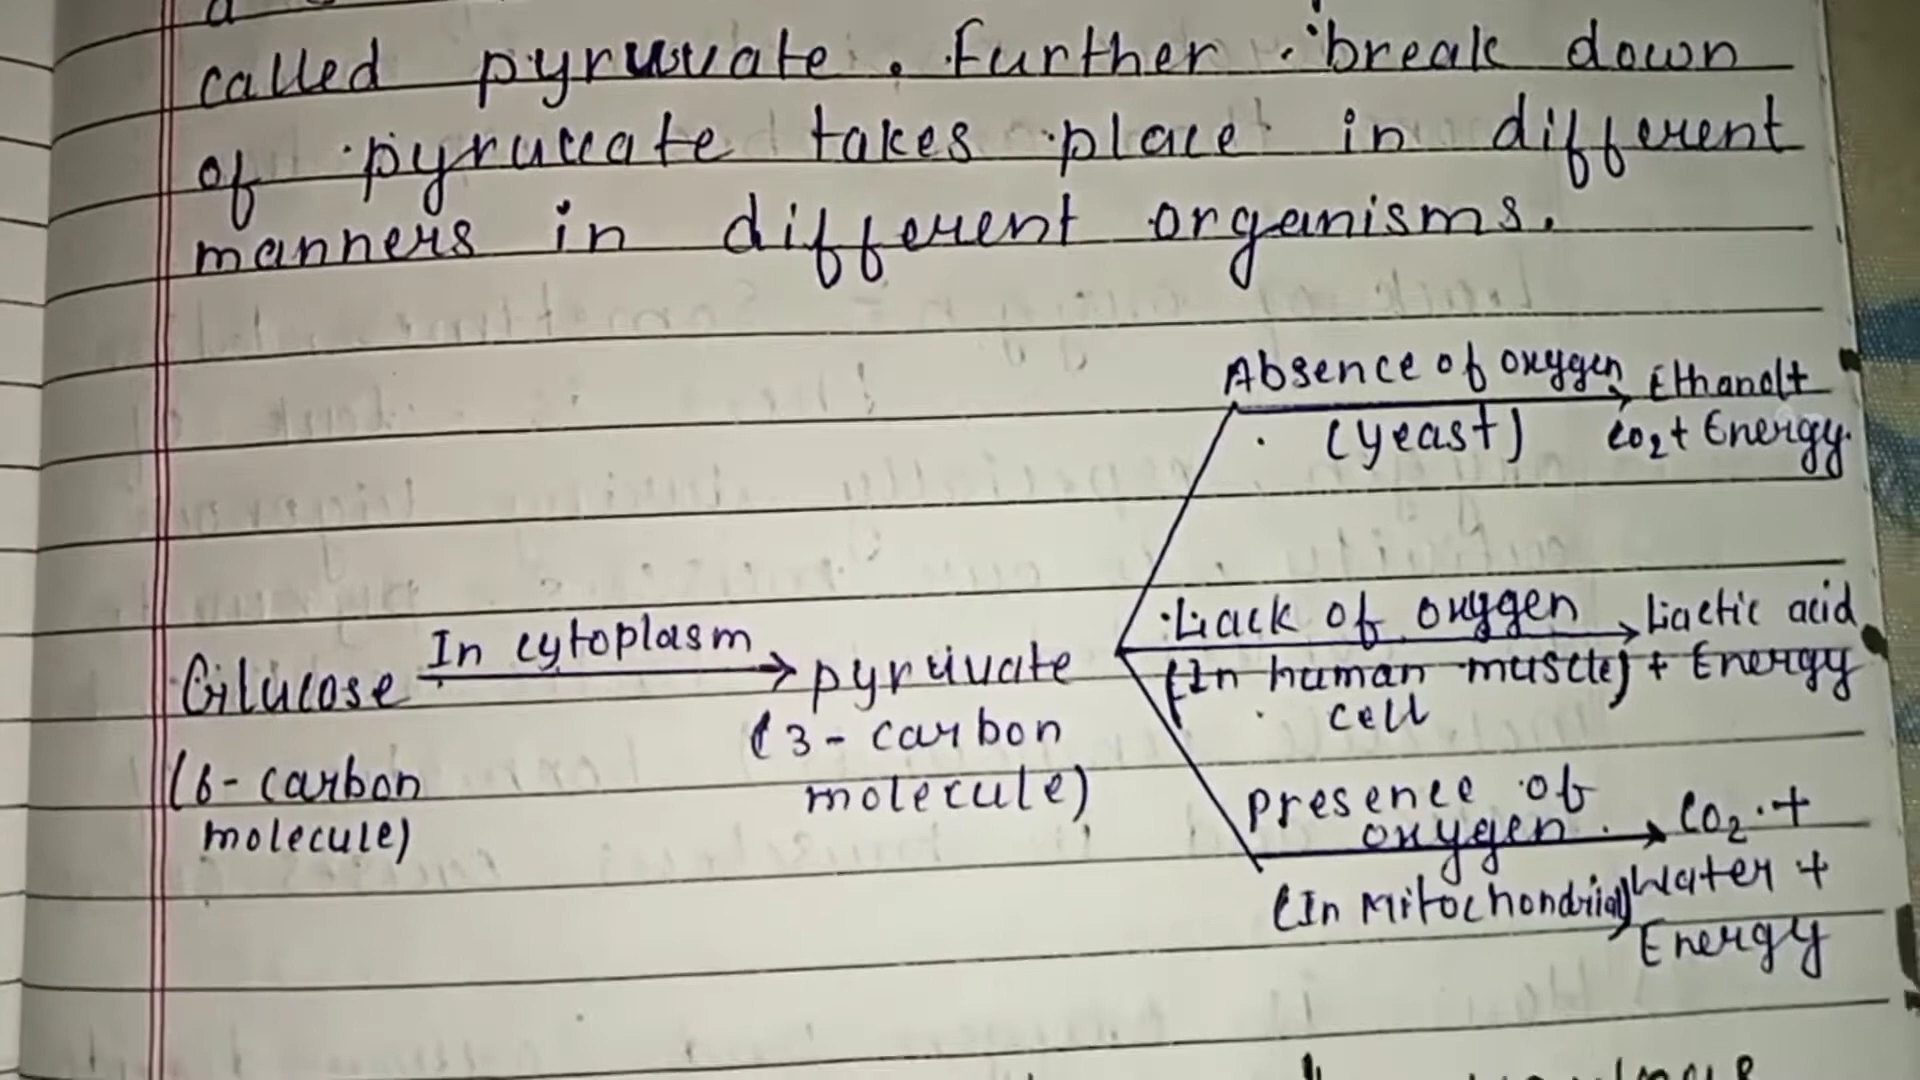 called pyruvate. Further break down
of pyruvate takes place in different
manners in different organisms.
Absence of oxygen → Ethanol +
(yeast) CO2 + Energy.
Glucose In cytoplasm → pyruvate
(6-carbon
molecule)
(3-carbon
molecule)
Lack of oxygen → Lactic acid
(In human muscle) + Energy
cell
Presence of
oxygen → CO2 +
(In Mitochondria) Water +
Energy